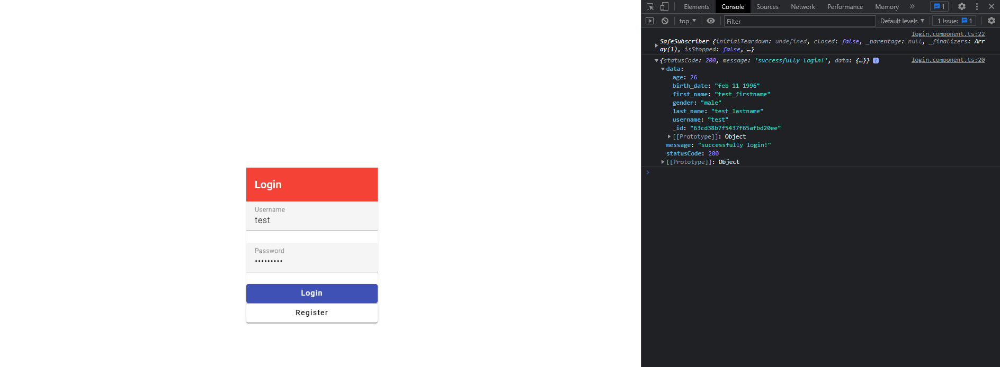 Login
Username
test
Password
•••••••••
Login
Register
Elements Console Sources Network Performance Memory » 1
top ▼ Filter Default levels ▼ 1 Issue: 1
login.component.ts:22
SafeSubscriber {initialTeardown: undefined, closed: false, _parentage: null, _finalizers: Arr
ay(1), isStopped: false, …}
{statusCode: 200, message: 'successfully login!', data: {…}} i login.component.ts:20
data:
age: 26
birth_date: "feb 11 1996"
first_name: "test_firstname"
gender: "male"
last_name: "test_lastname"
username: "test"
_id: "63cd38b7f5437f65afbd20ee"
[[Prototype]]: Object
message: "successfully login!"
statusCode: 200
[[Prototype]]: Object